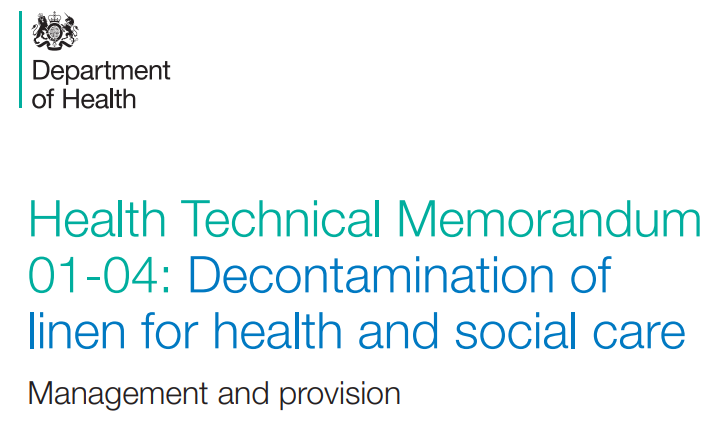 Department
of Health
Health Technical Memorandum
01-04: Decontamination of
linen for health and social care
Management and provision